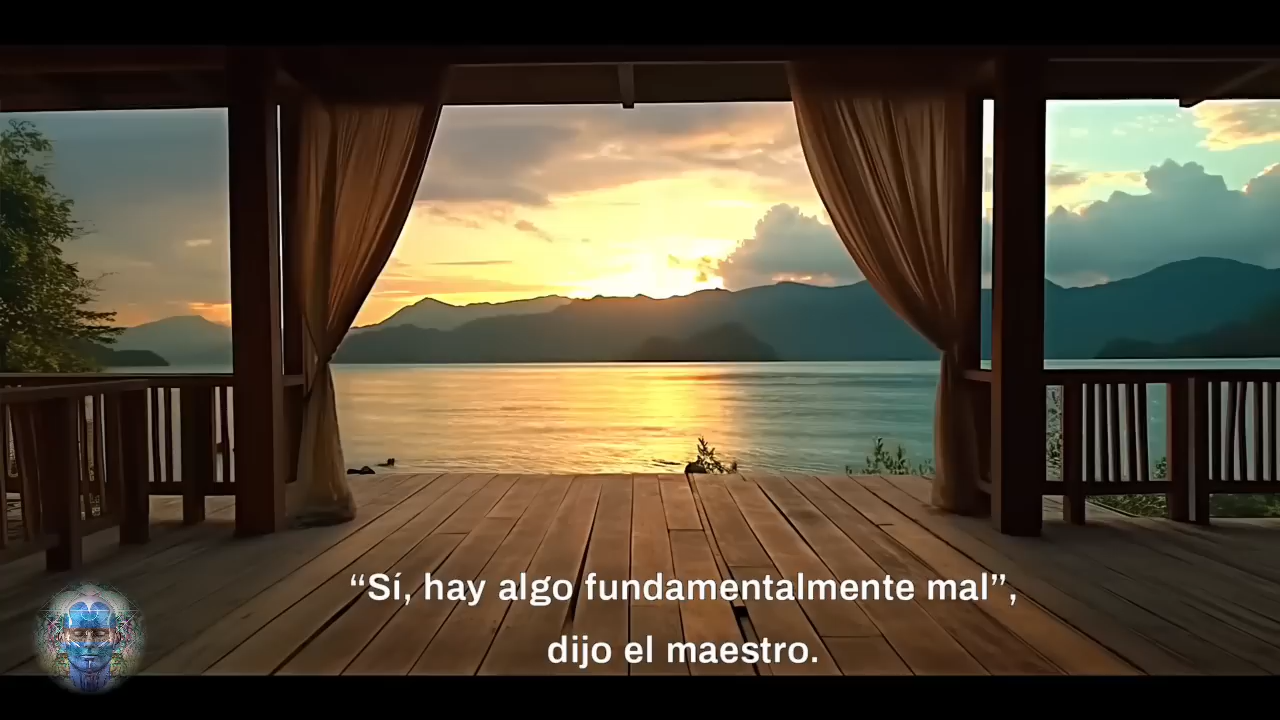 “Sí, hay algo fundamentalmente mal”,
dijo el maestro.